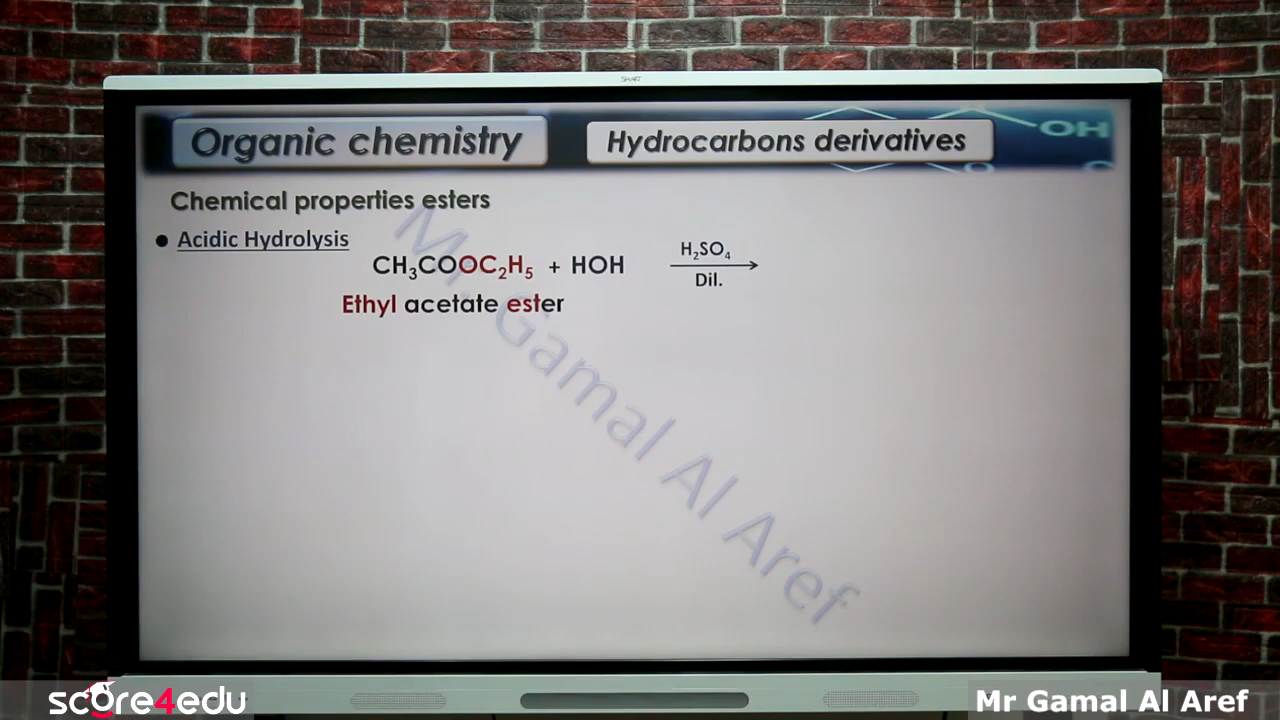 SMART
Organic chemistry
Hydrocarbons derivatives
OH
O
Chemical properties esters
● Acidic Hydrolysis
CH₃COOC₂H₅ + HOH H₂SO₄ Dil. →
Ethyl acetate ester
Mr. Gamal Al Aref
score4edu
Mr Gamal Al Aref